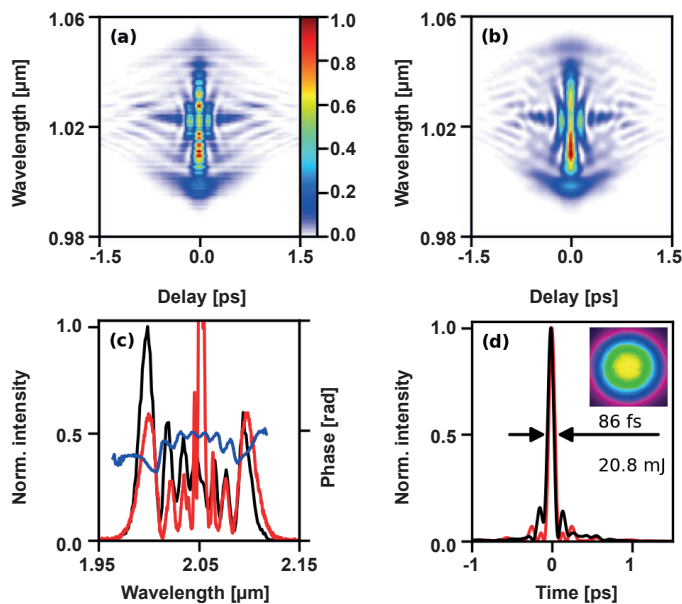 1.06
1.02
0.98
Wavelength [µm]
(a)
1.0
0.8
0.6
0.4
0.2
0.0
-1.5
0.0
1.5
Delay [ps]
1.06
1.02
0.98
Wavelength [µm]
(b)
-1.5
0.0
1.5
Delay [ps]
1.0
0.5
0.0
Norm. intensity
(c)
Phase [rad]
1.95
2.05
2.15
Wavelength [µm]
1.0
0.5
0.0
Norm. intensity
(d)
86 fs
20.8 mJ
-1
0
1
Time [ps]